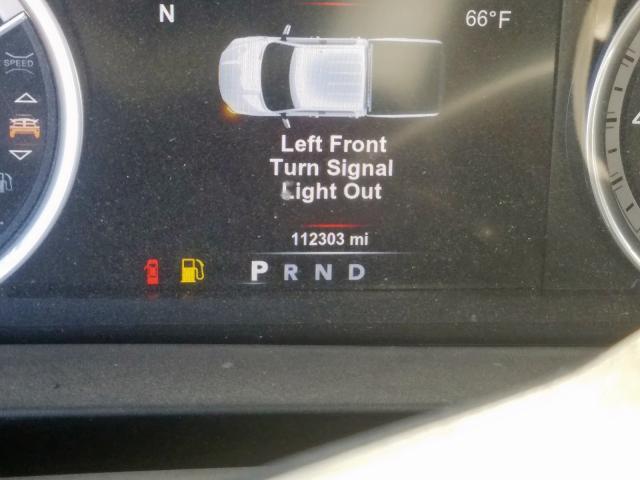 N
66°F
SPEED
Left Front
Turn Signal
Light Out
112303 mi
P R N D